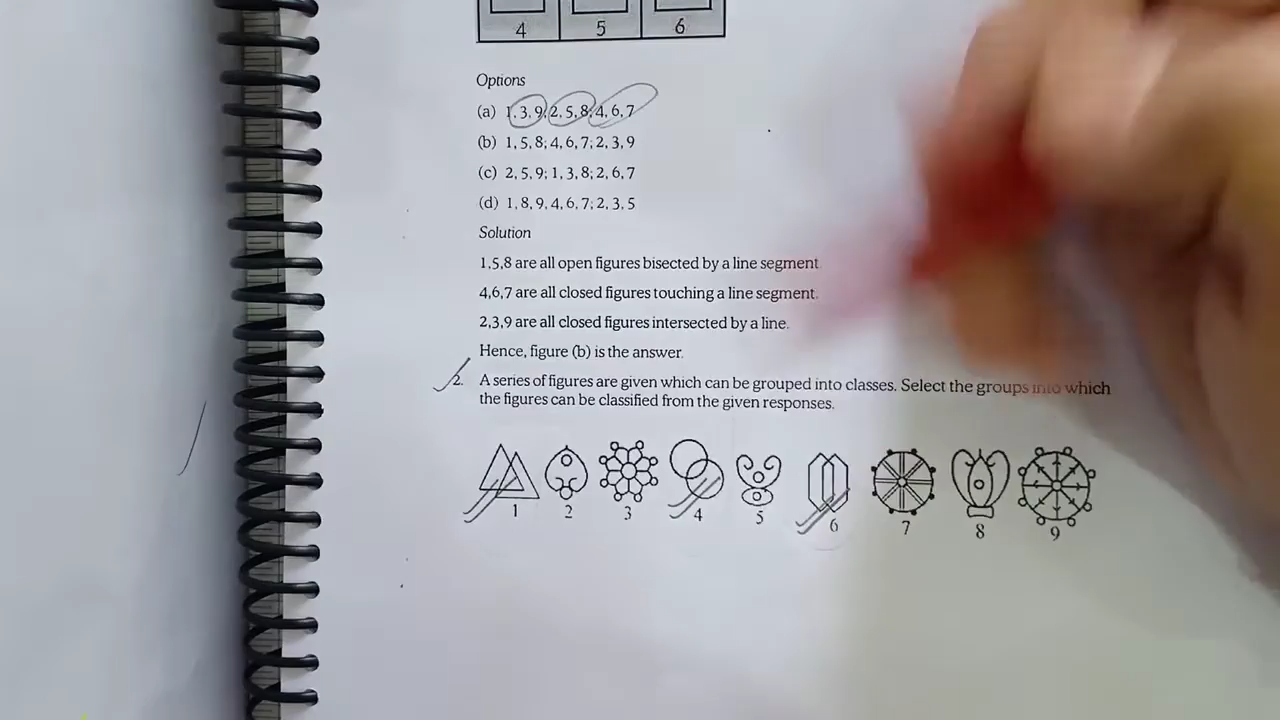 4 5 6
Options
(a) 1, 3, 9; 2, 5, 8; 4, 6, 7
(b) 1, 5, 8; 4, 6, 7; 2, 3, 9
(c) 2, 5, 9; 1, 3, 8; 2, 6, 7
(d) 1, 8, 9, 4, 6, 7; 2, 3, 5
Solution
1,5,8 are all open figures bisected by a line segment
4,6,7 are all closed figures touching a line segment.
2,3,9 are all closed figures intersected by a line.
Hence, figure (b) is the answer.
2. A series of figures are given which can be grouped into classes. Select the groups into which
the figures can be classified from the given responses.
1 2 3 4 5 6 7 8 9